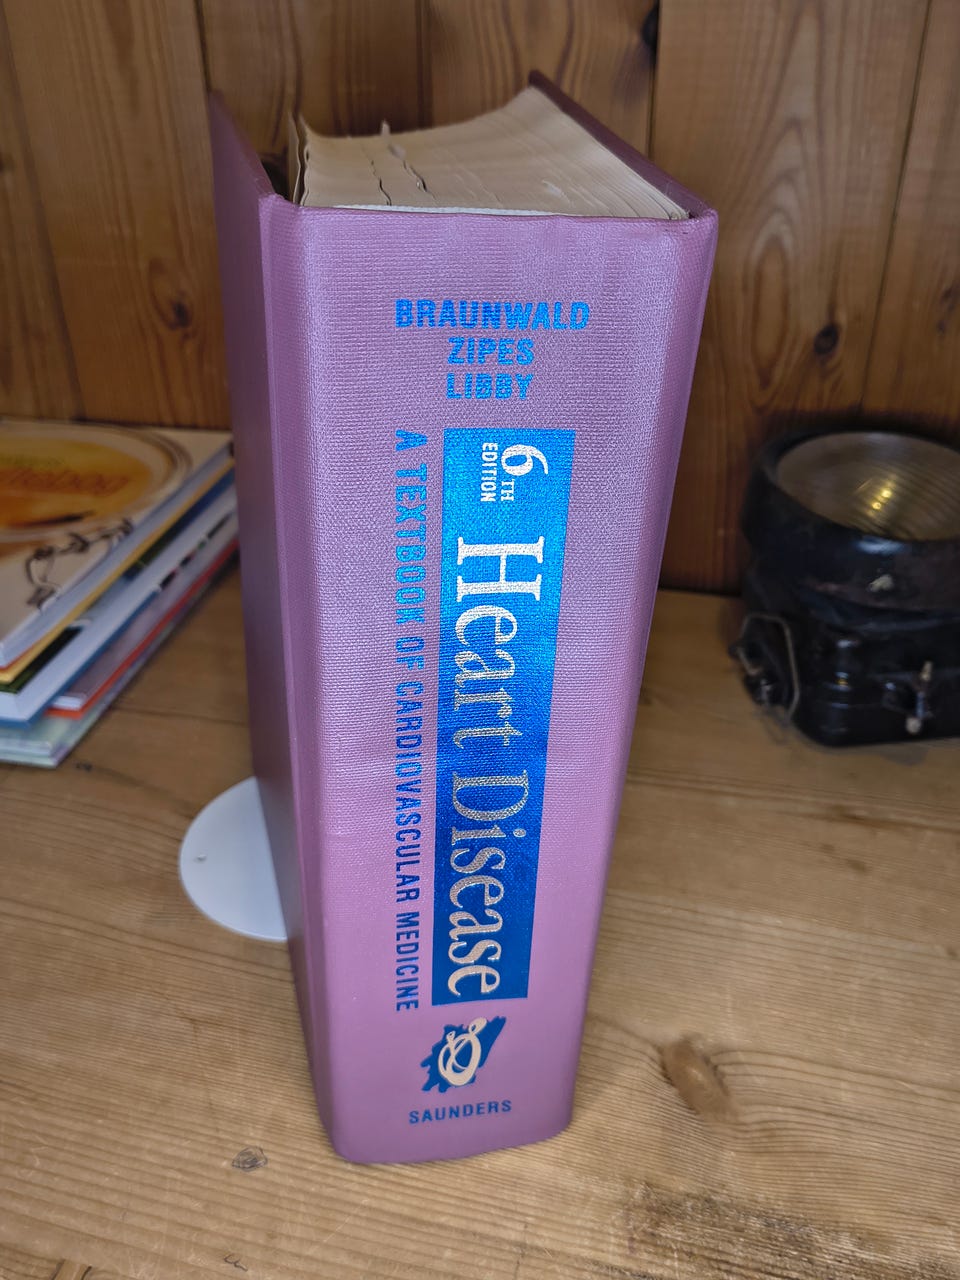 BRAUNWALD
ZIPES
LIBBY
6TH
EDITION
Heart Disease
A TEXTBOOK OF CARDIOVASCULAR MEDICINE
SAUNDERS